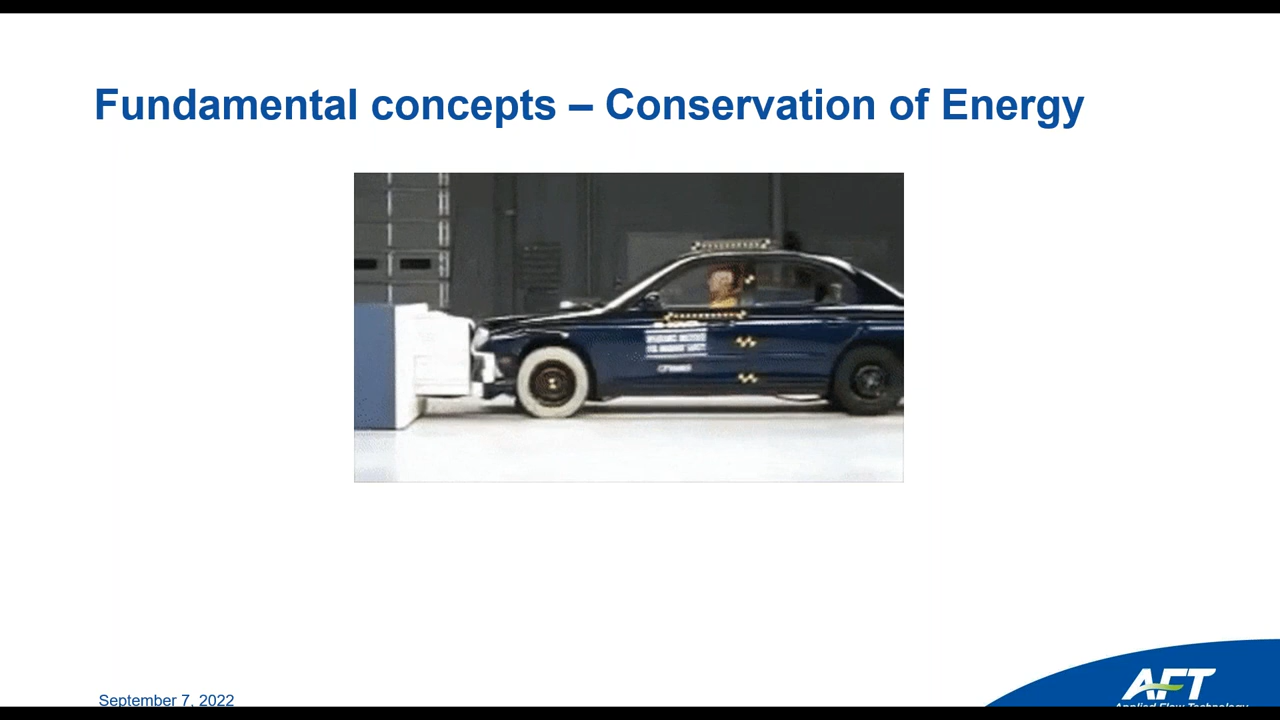 Fundamental concepts – Conservation of Energy
September 7, 2022
AFT
Applied Flow Technology